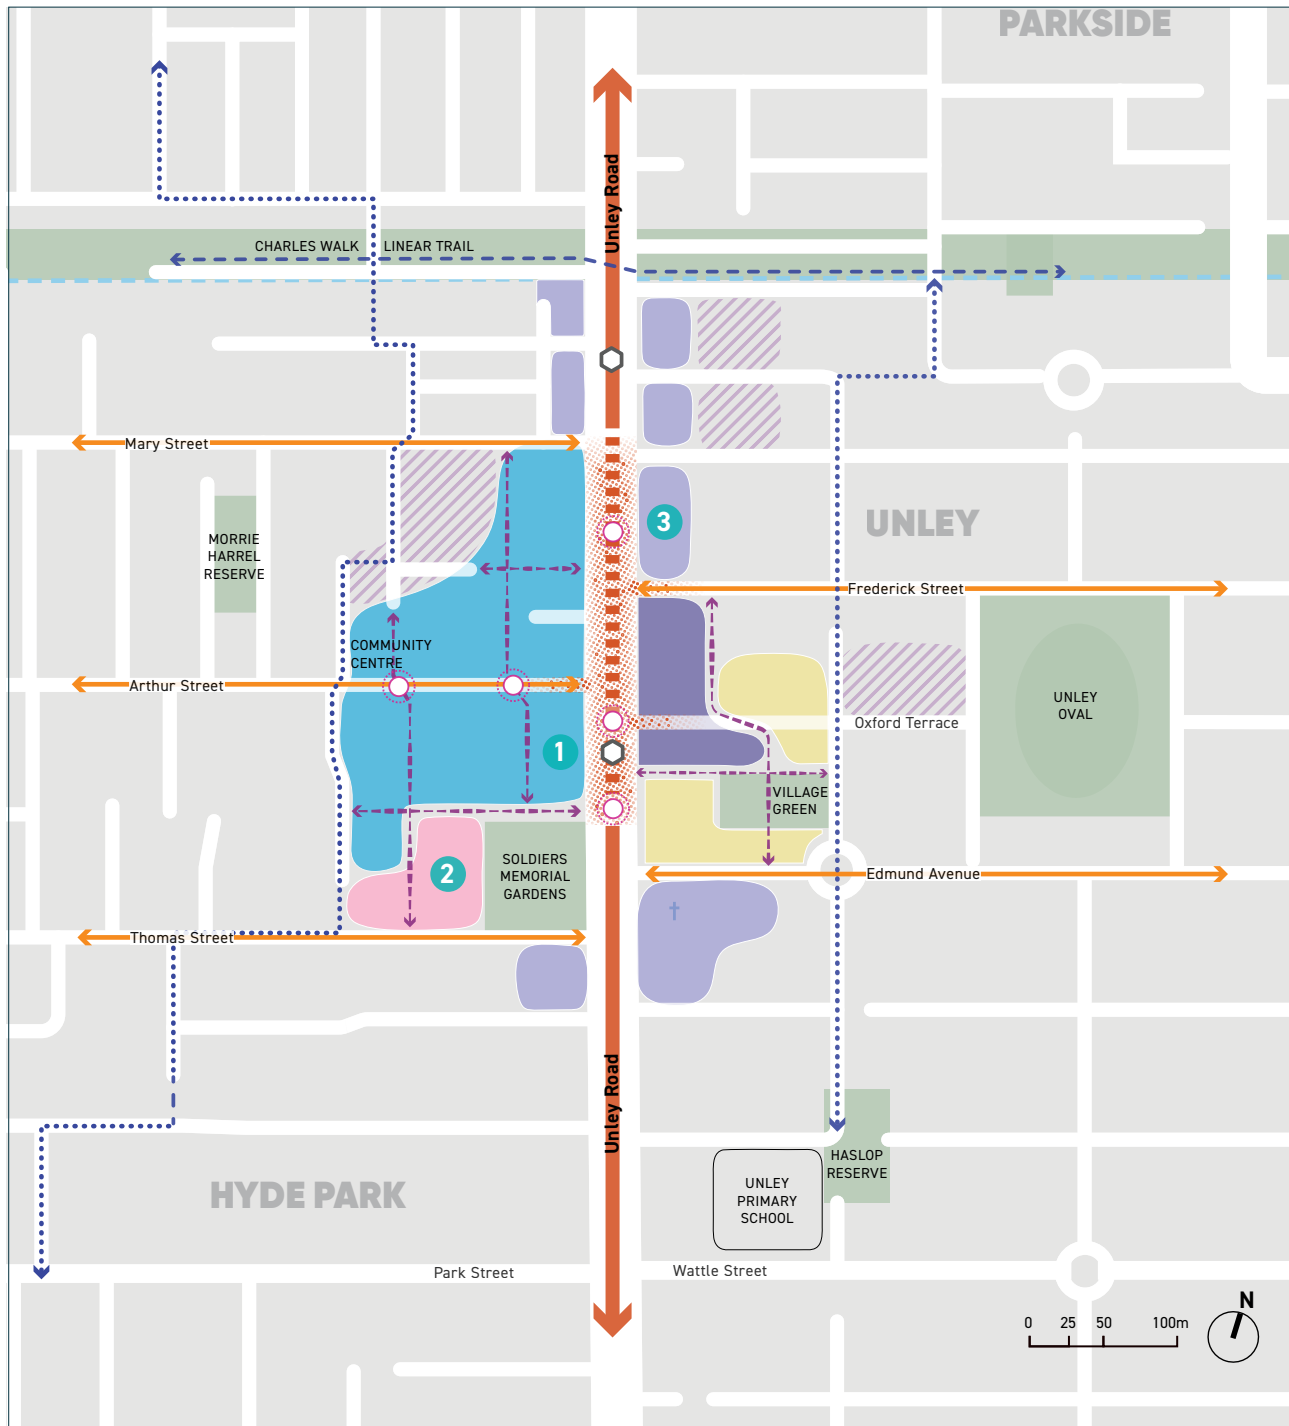 PARKSIDE
Unley Road
CHARLES WALK
LINEAR TRAIL
Mary Street
3
UNLEY
MORRIE
HARREL
RESERVE
Frederick Street
COMMUNITY
CENTRE
Arthur Street
UNLEY
OVAL
Oxford Terrace
1
VILLAGE
GREEN
2
SOLDIERS
MEMORIAL
GARDENS
Edmund Avenue
✝
Thomas Street
Unley Road
HYDE PARK
HASLOP
RESERVE
UNLEY
PRIMARY
SCHOOL
Park Street
Wattle Street
N
0 25 50 100m